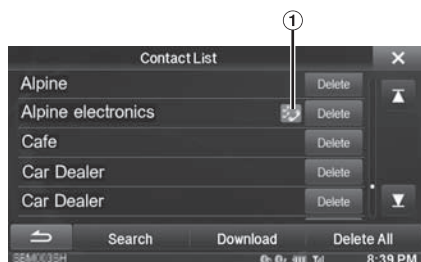 1
Contact List
Alpine Delete
Alpine electronics Delete
Cafe Delete
Car Dealer Delete
Car Dealer Delete
Search Download Delete All
8:39 PM